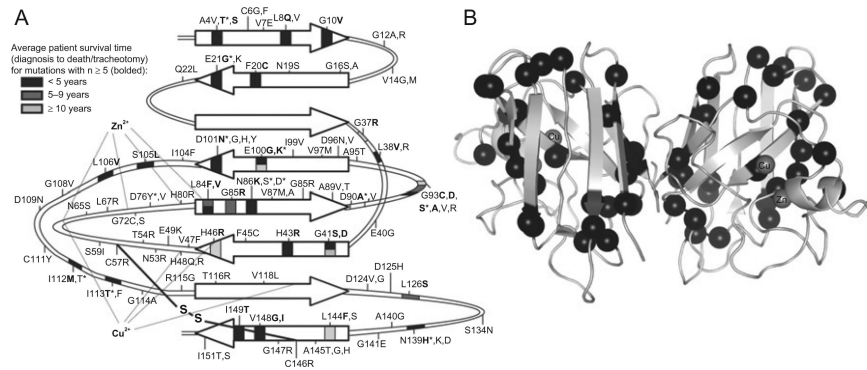 A
B
Average patient survival time
(diagnosis to death/tracheotomy)
for mutations with n ≥ 5 (bolded):
< 5 years
5–9 years
≥ 10 years
A4V,T*,S
C6G,F
V7E
L8Q,V
G10V
G12A,R
V14G,M
G16S,A
N19S
F20C
E21G*,K
Q22L
G37R
L38V,R
Zn2+
D101N*,G,H,Y
E100G,K*
I99V
V97M
D96N,V
A95T
G93C,D,
S*,A,V,R
I104F
S105L
L106V
G108V
D109N
N65S
L67R
G72C,S
D76Y*,V
H80R
L84F,V
G85R
N86K,S*,D*
V87M,A
G85R
A89V,T
D90A*,V
E40G
G41S,D
H43R
F45C
H46R
V47F
H48Q,R
E49K
N53R
T54R
C57R
S59I
C111Y
I112M,T*
I113T*,F
G114A
R115G
T116R
V118L
D124V,G
D125H
L126S
S134N
N139H*,K,D
A140G
G141E
L144F,S
A145T,G,H
C146R
G147R
V148G,I
I149T
I151T,S
S
S
Cu2+
Cu
Cu
Zn